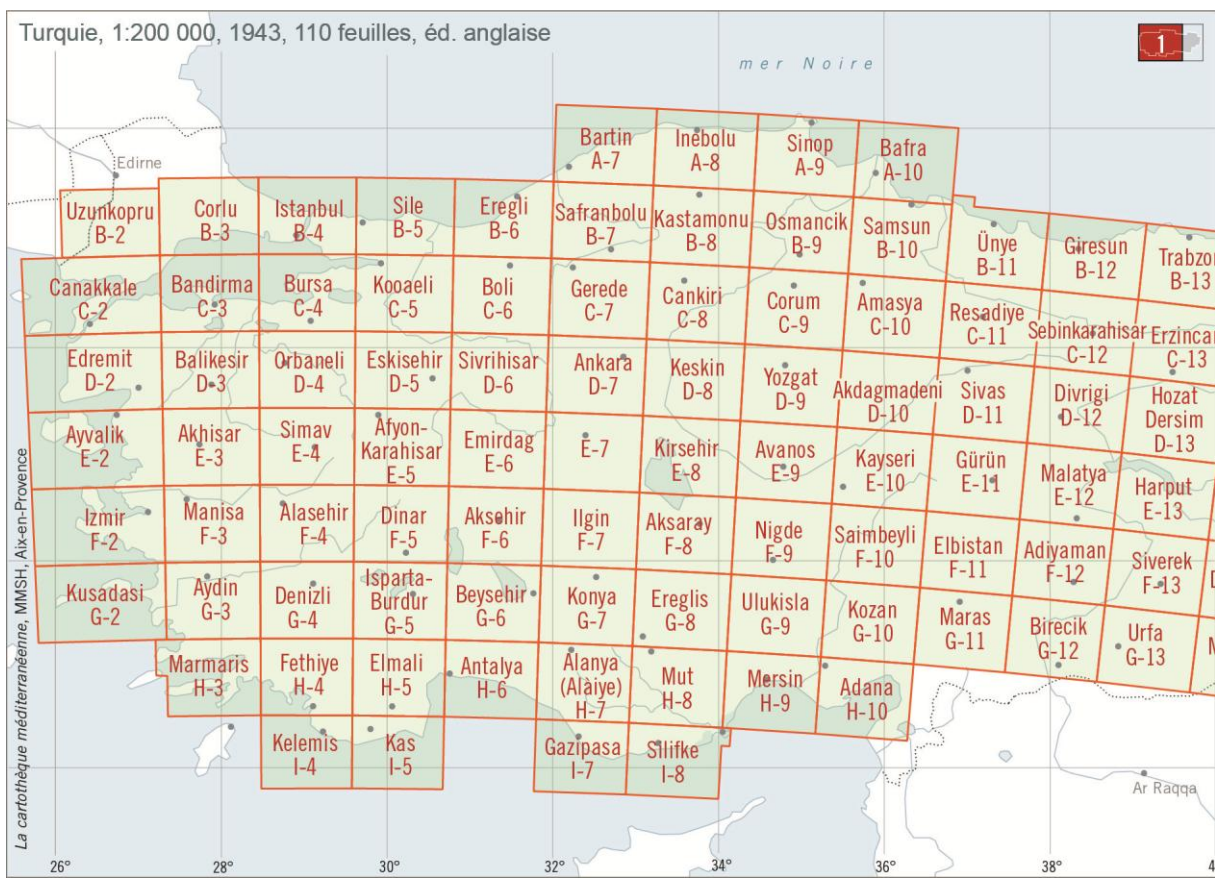 Turquie, 1:200 000, 1943, 110 feuilles, éd. anglaise
1
mer Noire
Edirne
Bartin
A-7
Inebolu
A-8
Sinop
A-9
Bafra
A-10
Uzunkopru
B-2
Corlu
B-3
Istanbul
B-4
Sile
B-5
Eregli
B-6
Safranbolu
B-7
Kastamonu
B-8
Osmancik
B-9
Samsun
B-10
Ünye
B-11
Giresun
B-12
Trabzon
B-13
Canakkale
C-2
Bandirma
C-3
Bursa
C-4
Kooaeli
C-5
Boli
C-6
Gerede
C-7
Cankiri
C-8
Corum
C-9
Amasya
C-10
Resadiye
C-11
Sebinkarahisar
C-12
Erzincan
C-13
Edremit
D-2
Balikesir
D-3
Orbaneli
D-4
Eskisehir
D-5
Sivrihisar
D-6
Ankara
D-7
Keskin
D-8
Yozgat
D-9
Akdagmadeni
D-10
Sivas
D-11
Divrigi
D-12
Hozat
Dersim
D-13
Ayvalik
E-2
Akhisar
E-3
Simav
E-4
Afyon-
Karahisar
E-5
Emirdag
E-6
E-7
Kirsehir
E-8
Avanos
E-9
Kayseri
E-10
Gürün
E-11
Malatya
E-12
Harput
E-13
Izmir
F-2
Manisa
F-3
Alasehir
F-4
Dinar
F-5
Aksehir
F-6
Ilgin
F-7
Aksaray
F-8
Nigde
F-9
Saimbeyli
F-10
Elbistan
F-11
Adiyaman
F-12
Siverek
F-13
Kusadasi
G-2
Aydin
G-3
Denizli
G-4
Isparta-
Burdur
G-5
Beysehir
G-6
Konya
G-7
Ereglis
G-8
Ulukisla
G-9
Kozan
G-10
Maras
G-11
Birecik
G-12
Urfa
G-13
Marmaris
H-3
Fethiye
H-4
Elmali
H-5
Antalya
H-6
Alanya
(Alàiye)
H-7
Mut
H-8
Mersin
H-9
Adana
H-10
Kelemis
I-4
Kas
I-5
Gazipasa
I-7
Silifke
I-8
Ar Raqqa
La cartothèque méditerranéenne, MMSH, Aix-en-Provence
26°
28°
30°
32°
34°
36°
38°